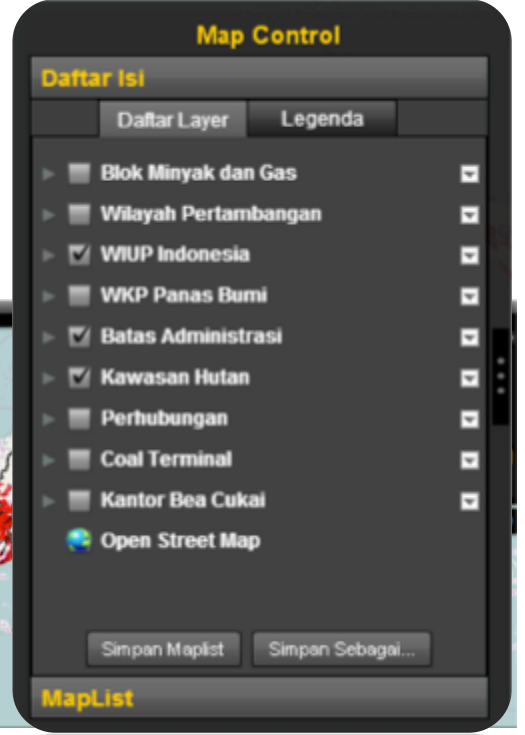 Map Control
Daftar Isi
Daftar Layer Legenda
Blok Minyak dan Gas
Wilayah Pertambangan
WIUP Indonesia
WKP Panas Bumi
Batas Administrasi
Kawasan Hutan
Perhubungan
Coal Terminal
Kantor Bea Cukai
Open Street Map
Simpan Maplist Simpan Sebagai...
MapList